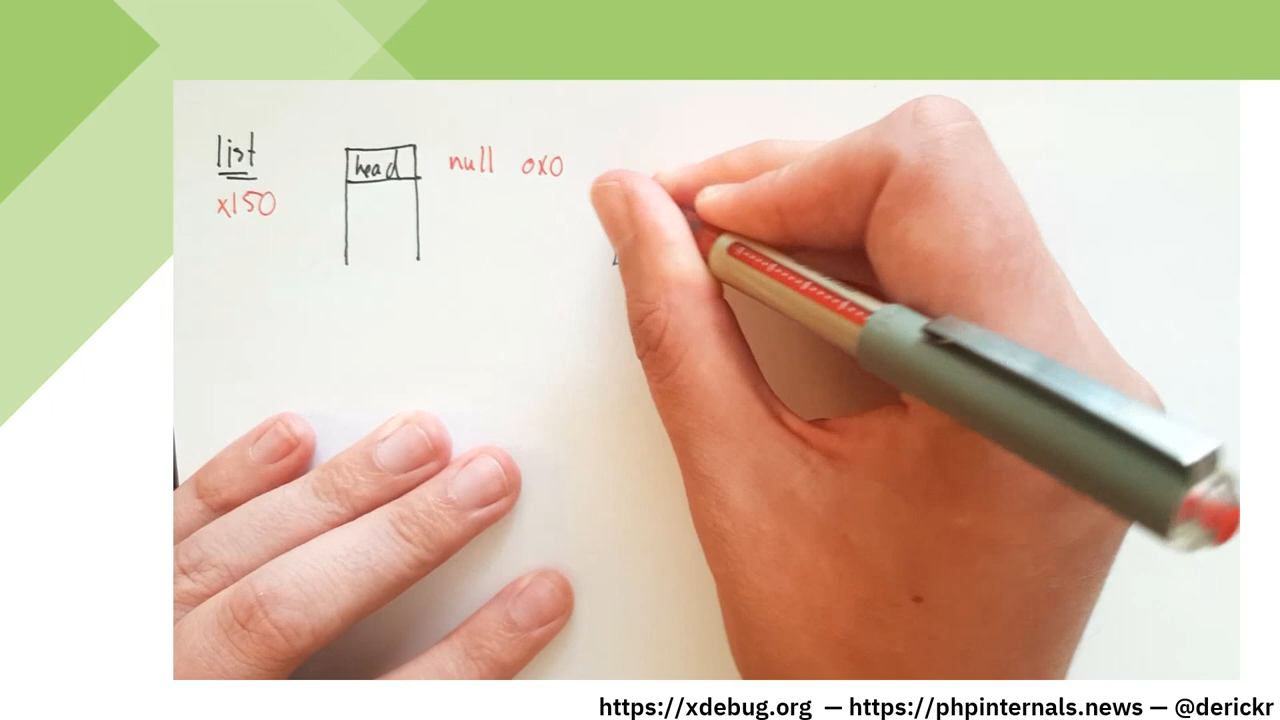 list
x150
head
null 0x0
https://xdebug.org — https://phpinternals.news — @derickr